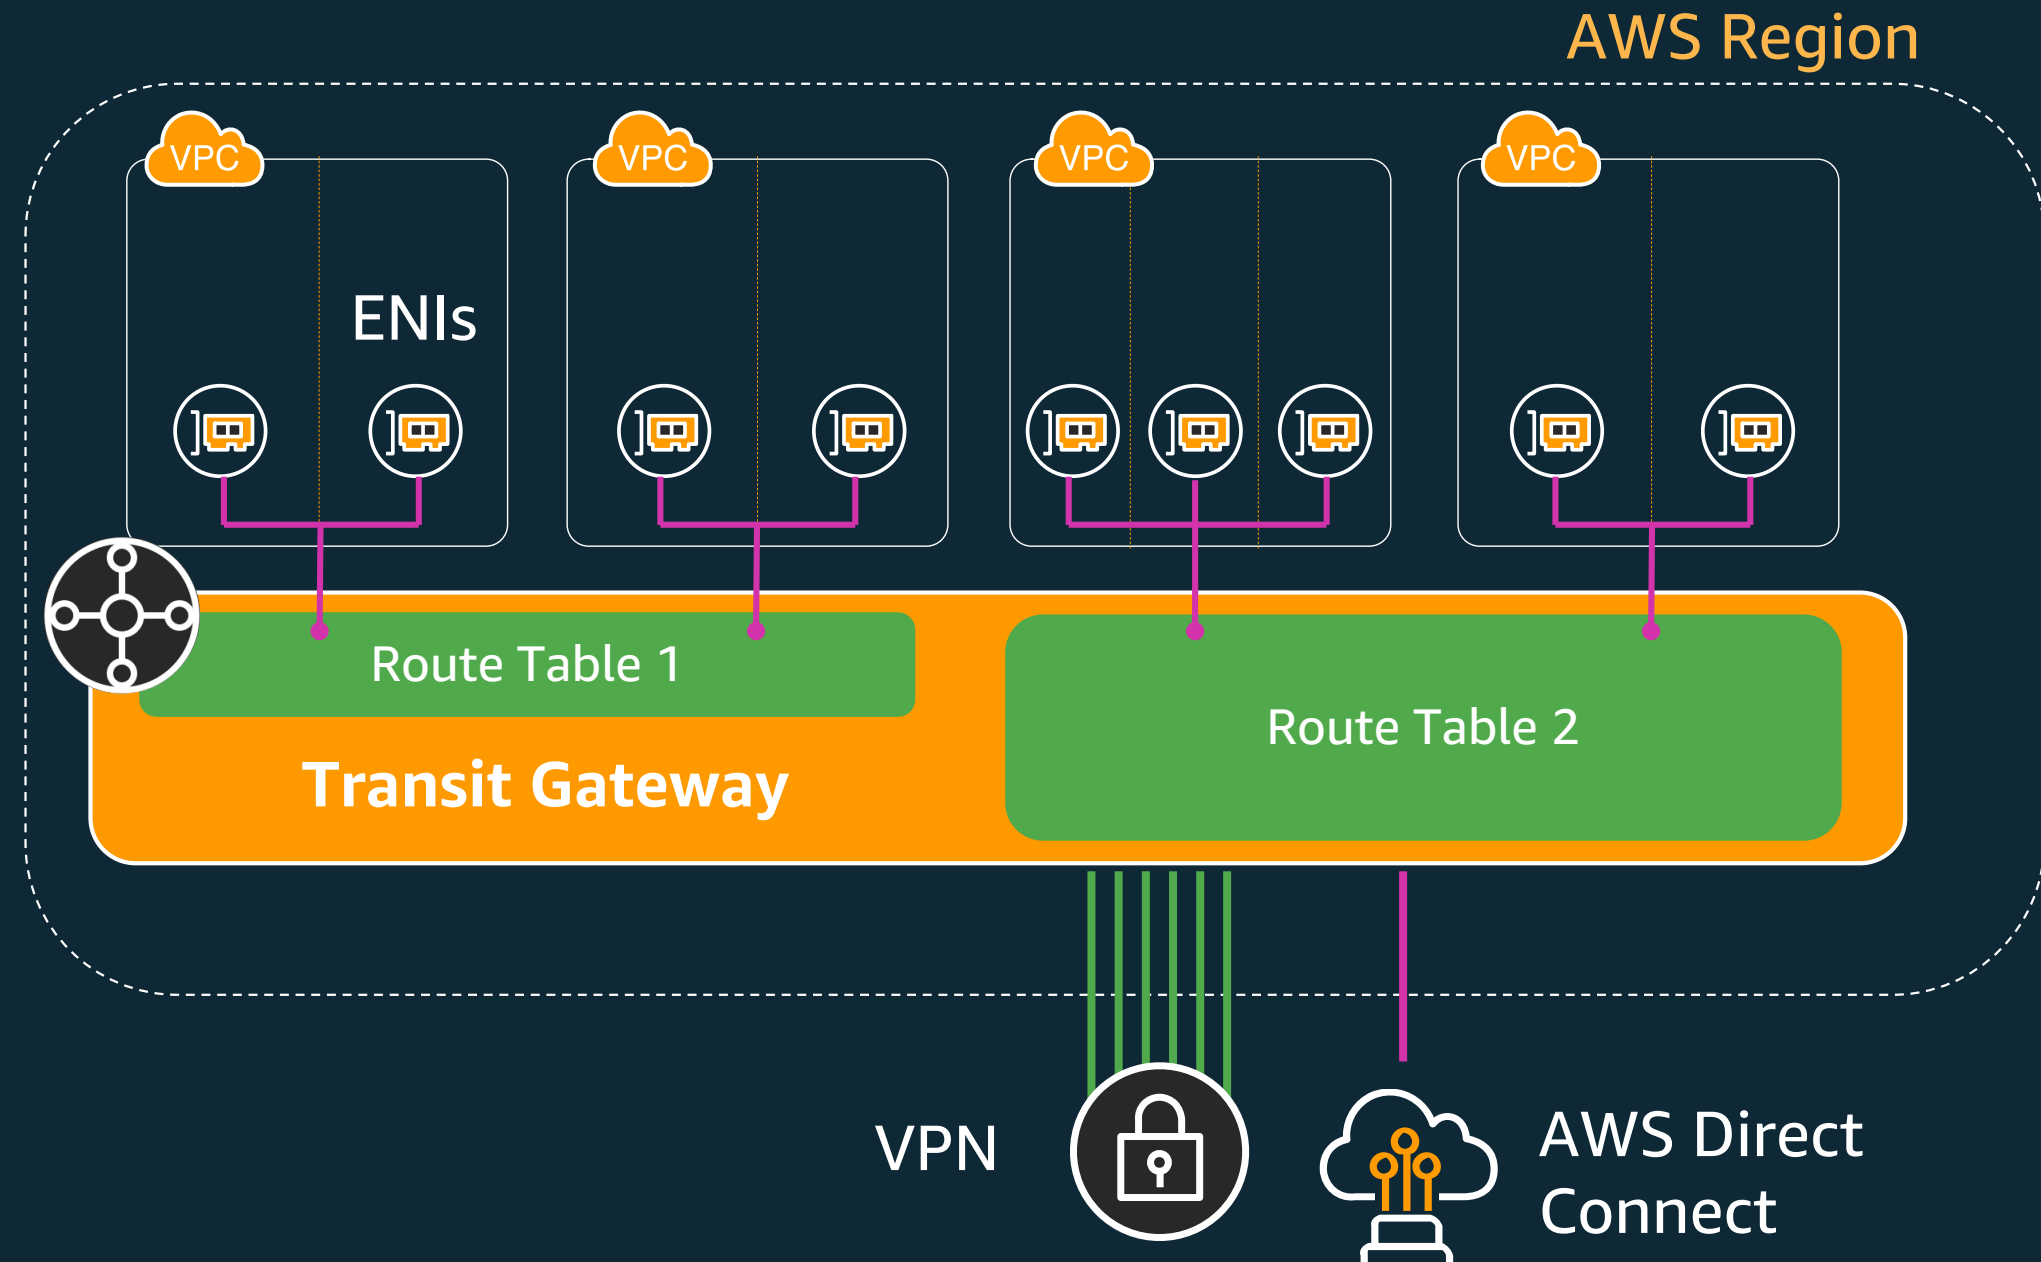 AWS Region
VPC
VPC
VPC
VPC
ENIs
Route Table 1
Route Table 2
Transit Gateway
VPN
AWS Direct
Connect